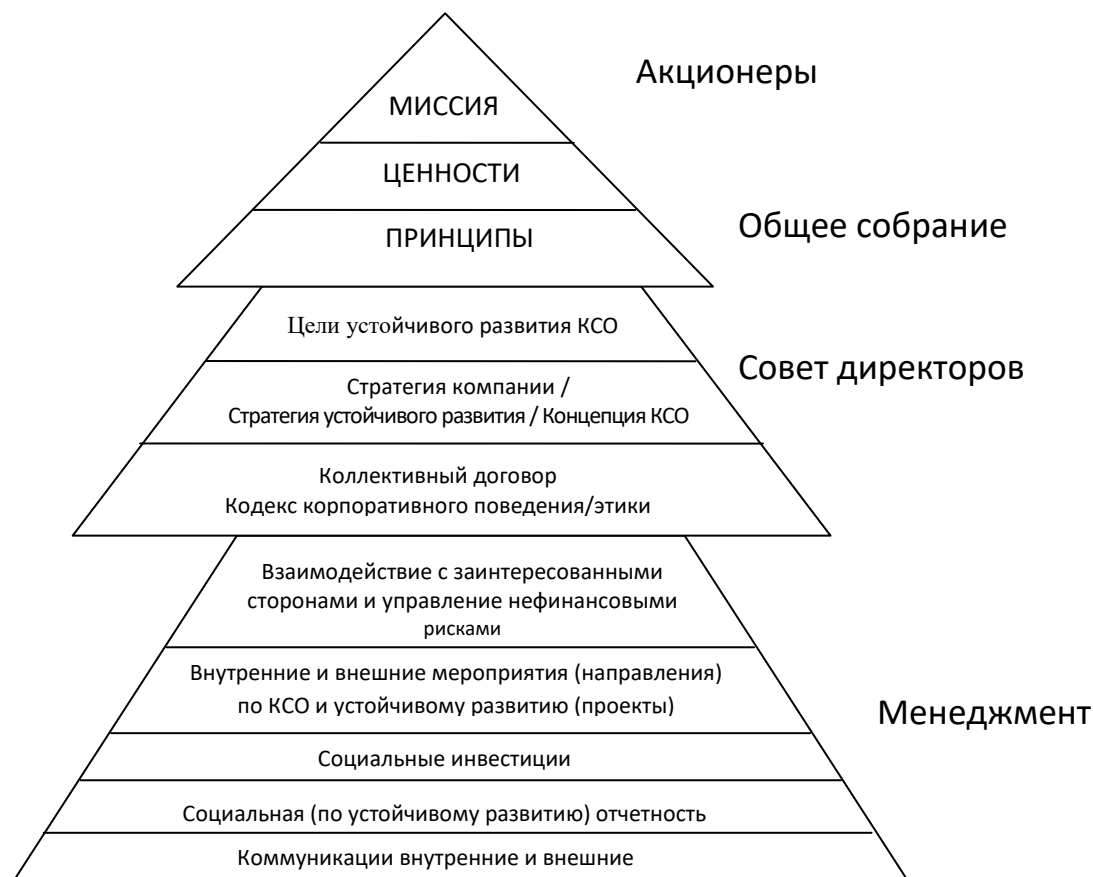 Акционеры
МИССИЯ
ЦЕННОСТИ
Общее собрание
ПРИНЦИПЫ
Цели устойчивого развития КСО
Совет директоров
Стратегия компании /
Стратегия устойчивого развития / Концепция КСО
Коллективный договор
Кодекс корпоративного поведения/этики
Взаимодействие с заинтересованными
сторонами и управление нефинансовыми
рисками
Внутренние и внешние мероприятия (направления)
по КСО и устойчивому развитию (проекты)
Менеджмент
Социальные инвестиции
Социальная (по устойчивому развитию) отчетность
Коммуникации внутренние и внешние